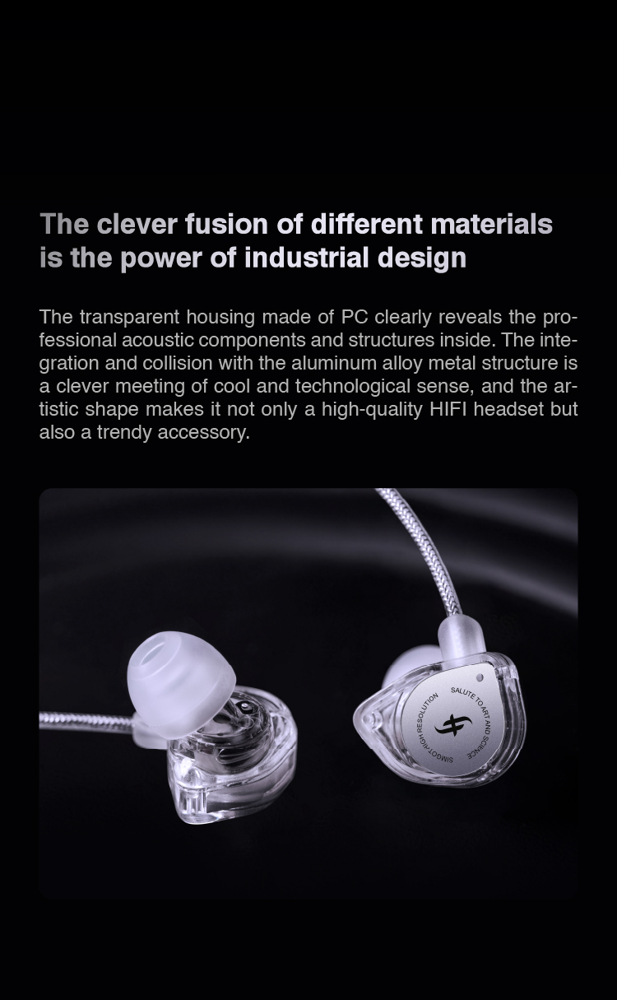 The clever fusion of different materials
is the power of industrial design
The transparent housing made of PC clearly reveals the pro-
fessional acoustic components and structures inside. The inte-
gration and collision with the aluminum alloy metal structure is
a clever meeting of cool and technological sense, and the ar-
tistic shape makes it not only a high-quality HIFI headset but
also a trendy accessory.
SALUTE TO ART AND SCIENCE
SIMGOT·HIGH RESOLUTION